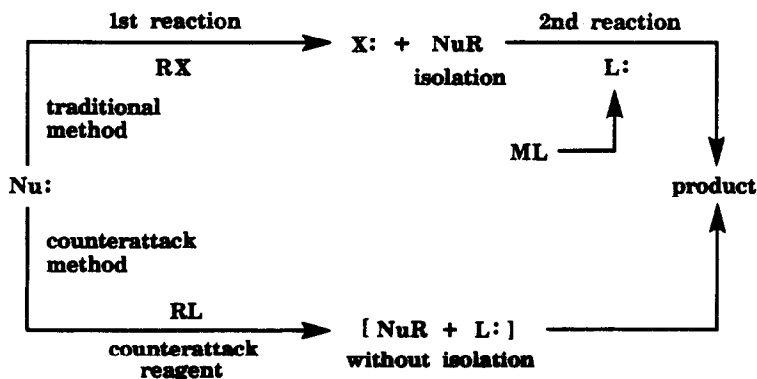 1st reaction
RX
X: + NuR
isolation
2nd reaction
L:
traditional
method
ML
Nu:
product
counterattack
method
RL
counterattack
reagent
[ NuR + L: ]
without isolation